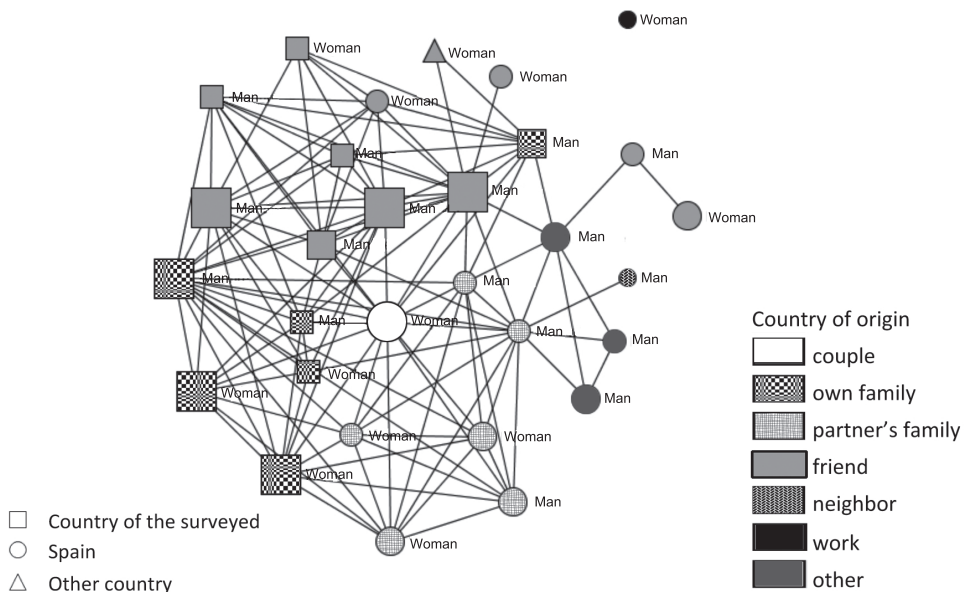 Woman
Woman
Woman
Woman
Man
Woman
Man
Man
Man
Man
Man
Man
Woman
Man
Man
Man
Man
Man
Man
Woman
Man
Man
Woman
Woman
Man
Woman
Woman
Woman
Man
Woman
Country of the surveyed
Spain
Other country
Country of origin
couple
own family
partner's family
friend
neighbor
work
other